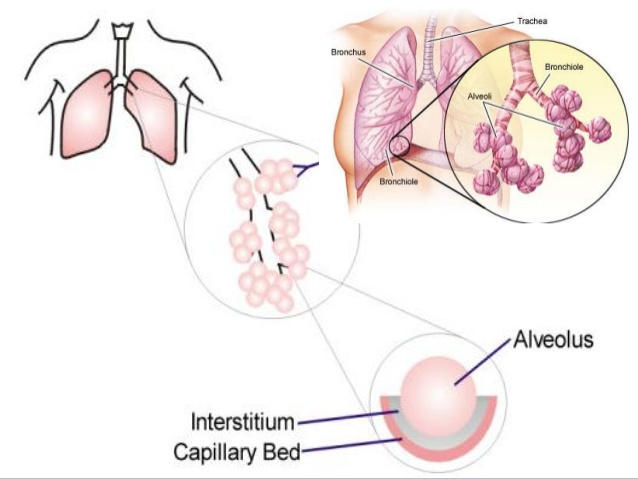 Trachea
Bronchus
Bronchiole
Alveoli
Bronchiole
Alveolus
Interstitium
Capillary Bed